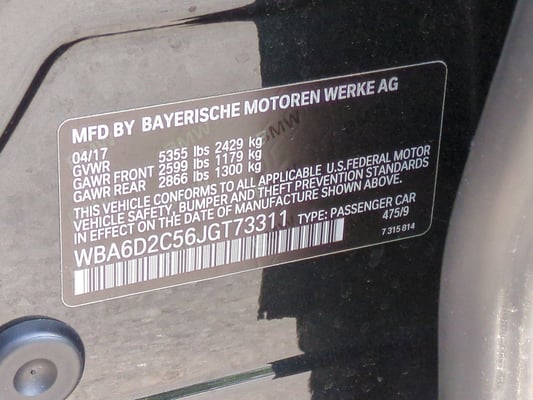 MFD BY BAYERISCHE MOTOREN WERKE AG
04/17
GVWR 5355 lbs 2429 kg
GAWR FRONT 2599 lbs 1179 kg
GAWR REAR 2866 lbs 1300 kg
THIS VEHICLE CONFORMS TO ALL APPLICABLE U.S.FEDERAL MOTOR
VEHICLE SAFETY, BUMPER AND THEFT PREVENTION STANDARDS
IN EFFECT ON THE DATE OF MANUFACTURE SHOWN ABOVE.
WBA6D2C56JGT73311 TYPE: PASSENGER CAR
475/9
7 315 814